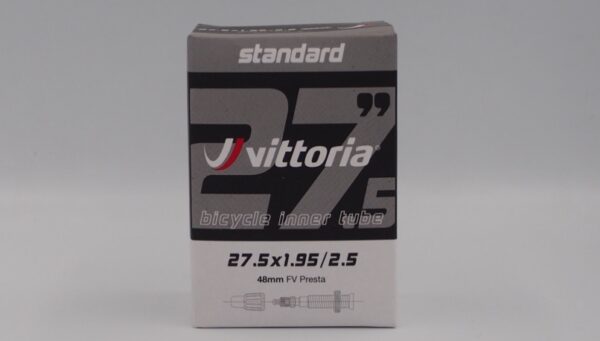 standard
27.5”
vittoria®
bicycle inner tube
27.5x1.95/2.5
48mm FV Presta